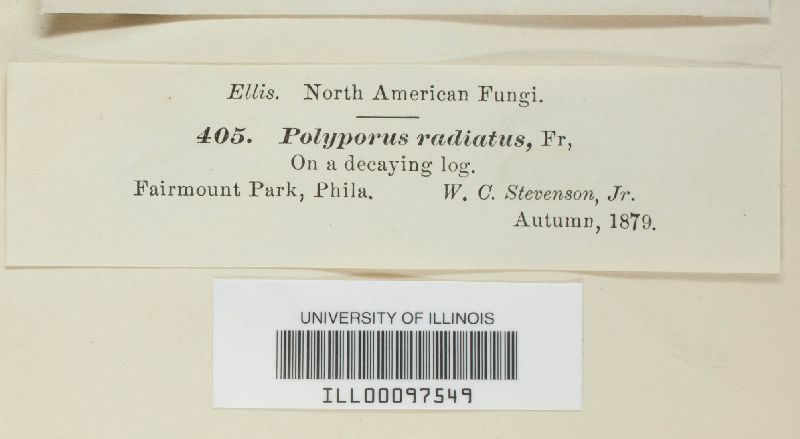 Ellis. North American Fungi.
405. Polyporus radiatus, Fr,
On a decaying log.
Fairmount Park, Phila. W. C. Stevenson, Jr.
Autumn, 1879.
UNIVERSITY OF ILLINOIS
ILL00097549